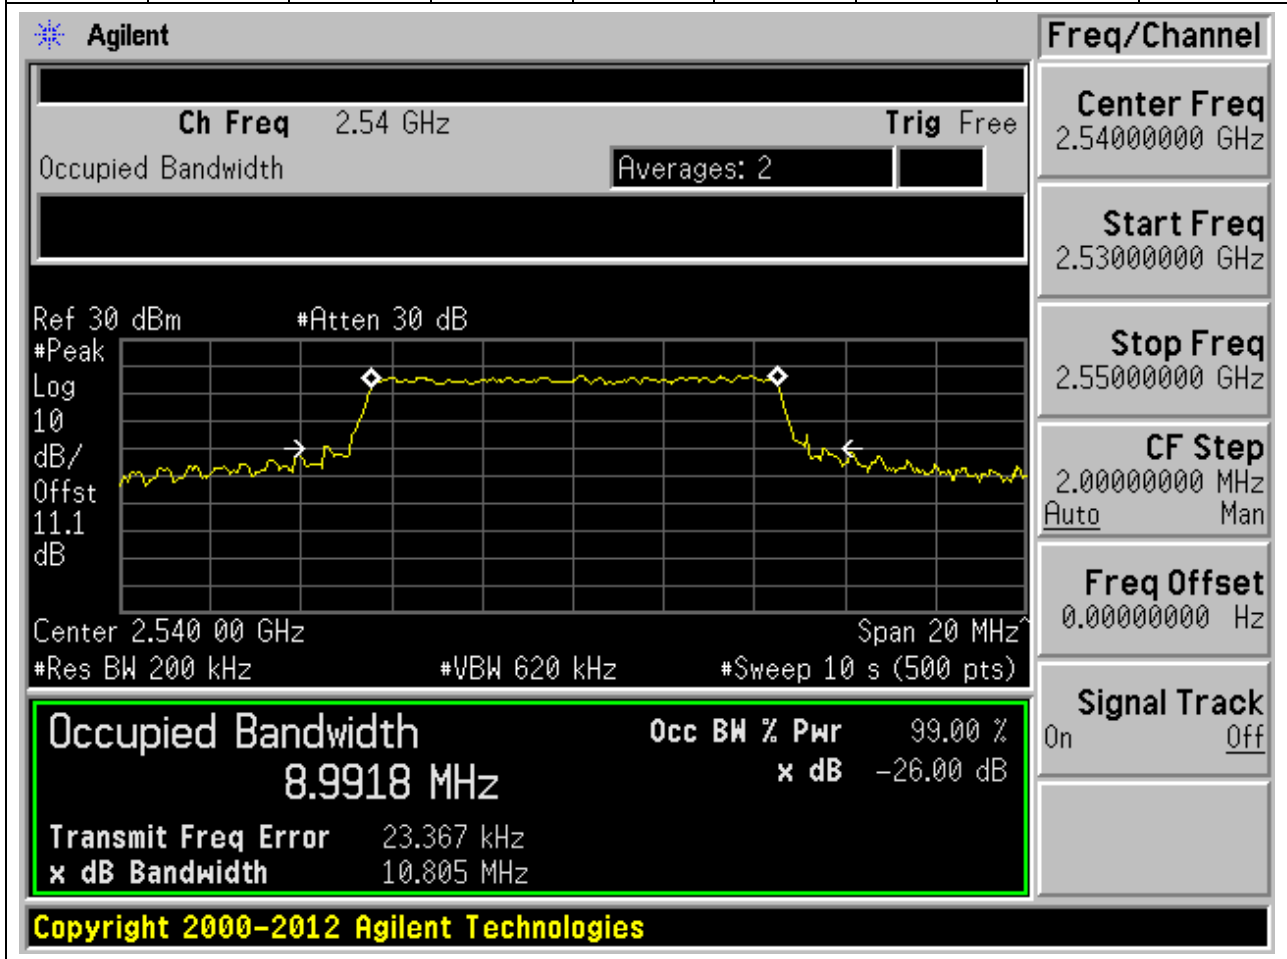 Agilent
Freq/Channel
Ch Freq 2.54 GHz Trig Free
Occupied Bandwidth Averages: 2
Ref 30 dBm #Atten 30 dB
#Peak
Log
10
dB/
Offst
11.1
dB
Center 2.540 00 GHz Span 20 MHz^
#Res BW 200 kHz #VBW 620 kHz #Sweep 10 s (500 pts)
Occupied Bandwidth Occ BW % Pwr 99.00 %
8.9918 MHz x dB -26.00 dB
Transmit Freq Error 23.367 kHz
x dB Bandwidth 10.805 MHz
Copyright 2000-2012 Agilent Technologies
Center Freq
2.54000000 GHz
Start Freq
2.53000000 GHz
Stop Freq
2.55000000 GHz
CF Step
2.00000000 MHz
Auto Man
Freq Offset
0.00000000 Hz
Signal Track
On Off